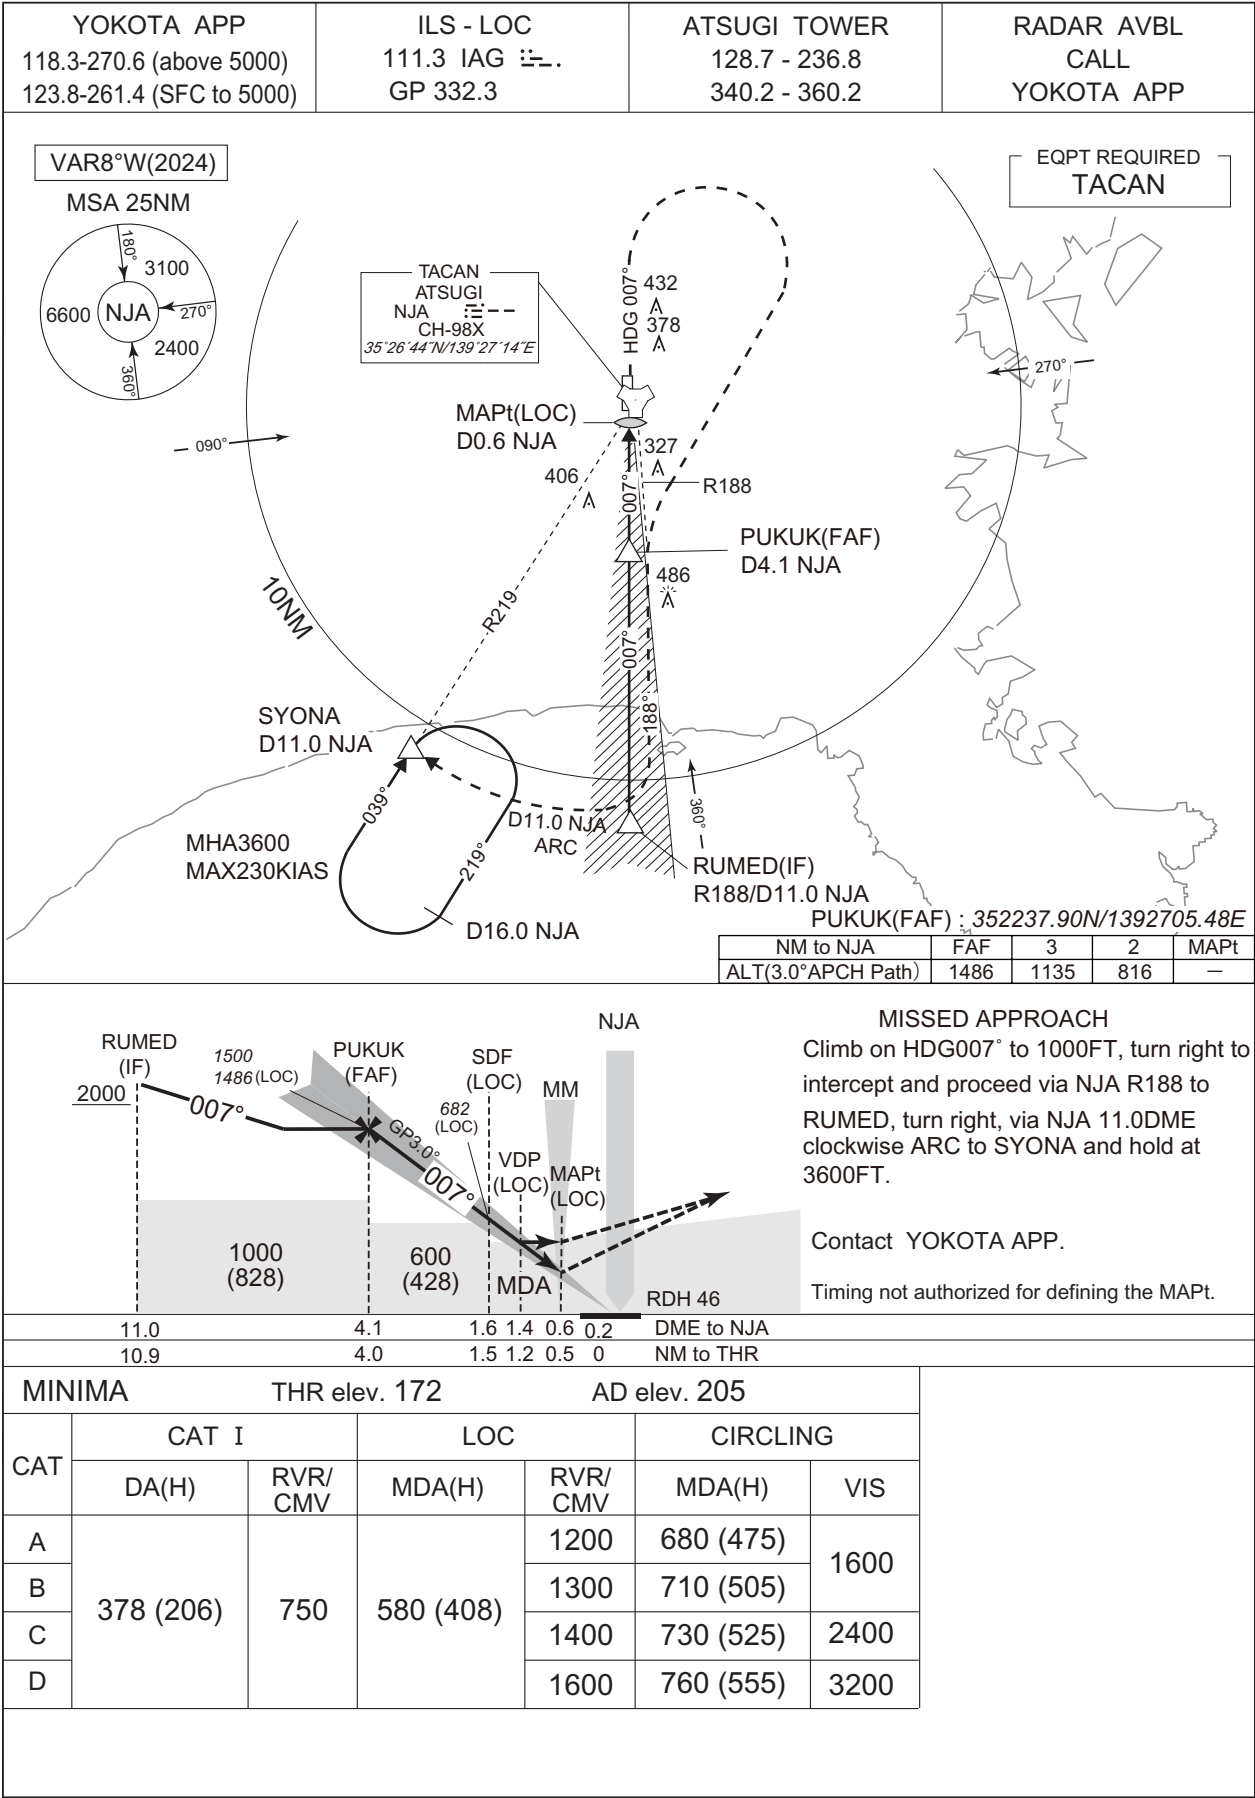 YOKOTA APP
118.3-270.6 (above 5000)
123.8-261.4 (SFC to 5000)
ILS - LOC
111.3 IAG
GP 332.3
ATSUGI TOWER
128.7 - 236.8
340.2 - 360.2
RADAR AVBL
CALL
YOKOTA APP
VAR8°W(2024)
MSA 25NM
180°
3100
6600
NJA
270°
2400
360°
EQPT REQUIRED
TACAN
TACAN
ATSUGI
NJA
CH-98X
35°26´44˝N/139°27´14˝E
HDG 007°
432
378
270°
090°
MAPt(LOC)
D0.6 NJA
327
406
R188
007°
PUKUK(FAF)
D4.1 NJA
486
10NM
R219
007°
188°
SYONA
D11.0 NJA
039°
219°
360°
D11.0 NJA
ARC
MHA3600
MAX230KIAS
RUMED(IF)
R188/D11.0 NJA
D16.0 NJA
PUKUK(FAF) : 352237.90N/1392705.48E
NM to NJA FAF 3 2 MAPt
ALT(3.0°APCH Path) 1486 1135 816 —
NJA
RUMED
(IF)
2000
007°
1500
1486 (LOC)
PUKUK
(FAF)
SDF
(LOC)
MM
682
(LOC)
GP3.0°
007°
VDP
(LOC)
MAPt
(LOC)
1000
(828)
600
(428)
MDA
RDH 46
11.0 4.1 1.6 1.4 0.6 0.2 DME to NJA
10.9 4.0 1.5 1.2 0.5 0 NM to THR
MISSED APPROACH
Climb on HDG007° to 1000FT, turn right to
intercept and proceed via NJA R188 to
RUMED, turn right, via NJA 11.0DME
clockwise ARC to SYONA and hold at
3600FT.
Contact YOKOTA APP.
Timing not authorized for defining the MAPt.
MINIMA THR elev. 172 AD elev. 205
CAT CAT I LOC CIRCLING
DA(H) RVR/CMV MDA(H) RVR/CMV MDA(H) VIS
A 1200 680 (475) 1600
B 378 (206) 750 580 (408) 1300 710 (505)
C 1400 730 (525) 2400
D 1600 760 (555) 3200